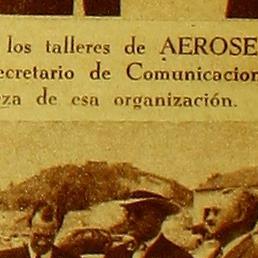 los talleres de AEROSE
ecretario de Comunicacion
za de esa organización.